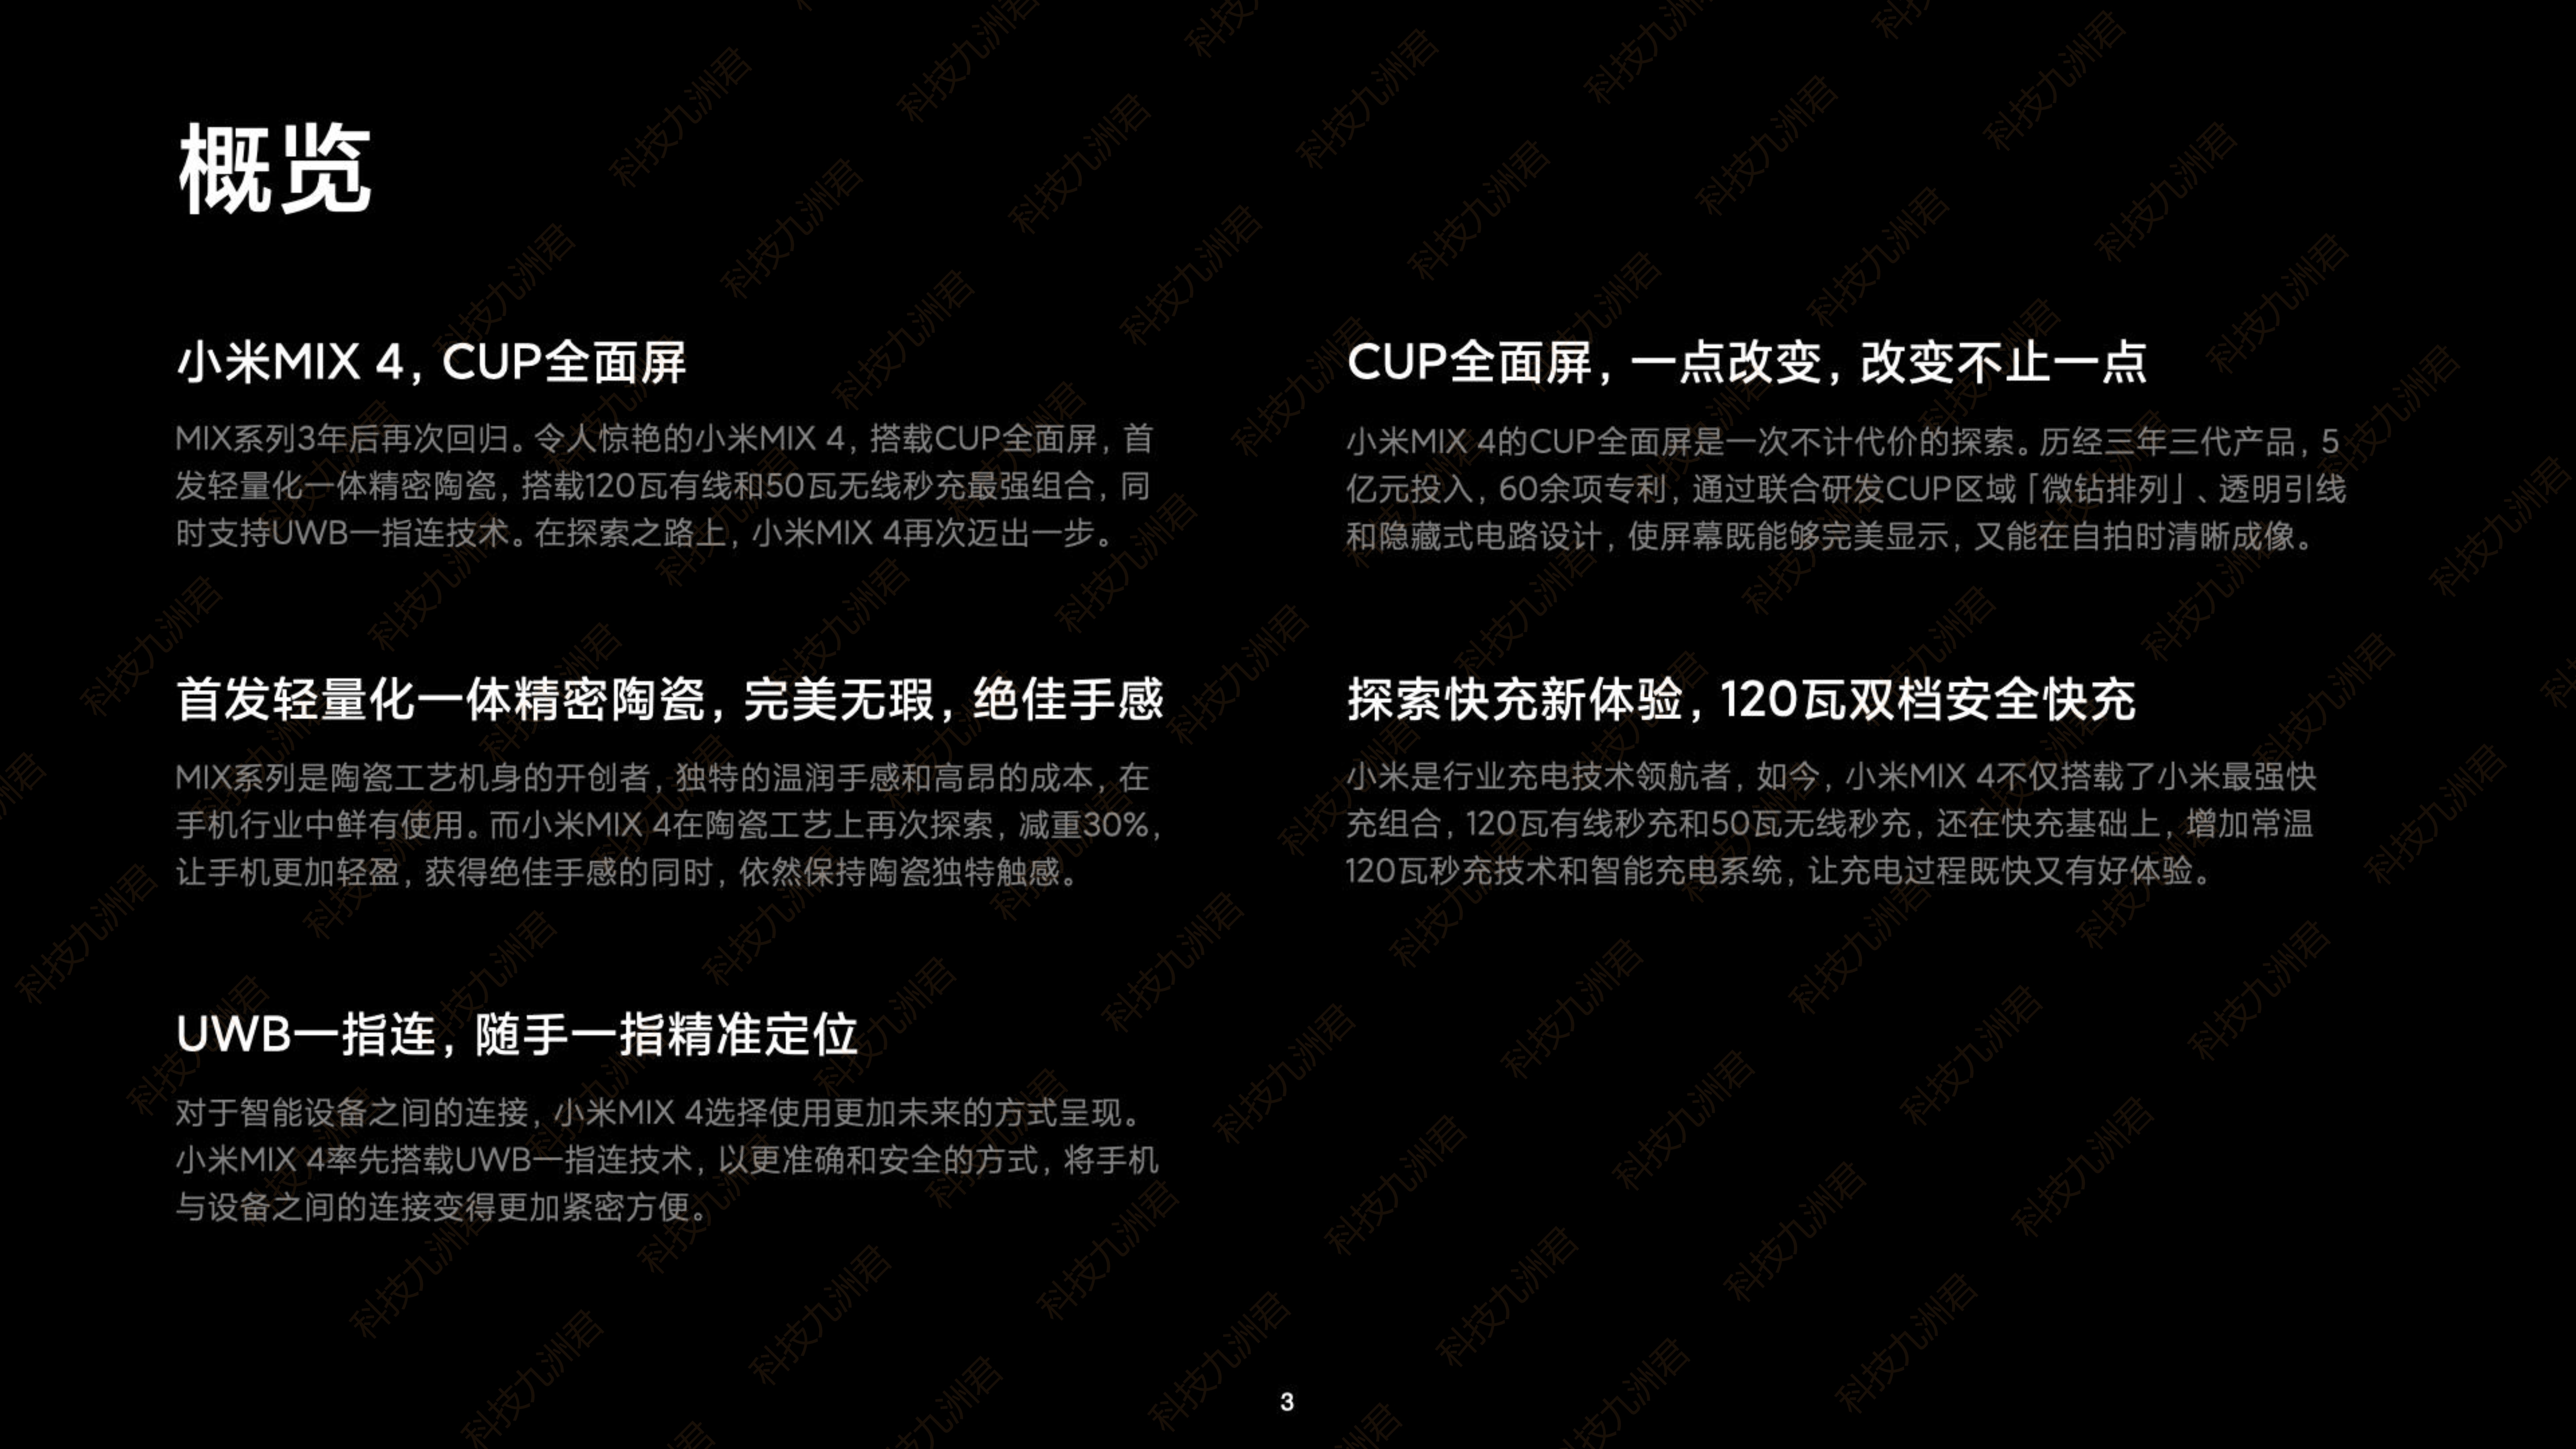 概览
小米MIX 4, CUP全面屏
MIX系列3年后再次回归。令人惊艳的小米MIX 4, 搭载CUP全面屏, 首
发轻量化一体精密陶瓷, 搭载120瓦有线和50瓦无线秒充最强组合, 同
时支持UWB一指连技术。在探索之路上, 小米MIX 4再次迈出一步。
CUP全面屏, 一点改变, 改变不止一点
小米MIX 4的CUP全面屏是一次不计代价的探索。历经三年三代产品, 5
亿元投入, 60余项专利, 通过联合研发CUP区域「微钻排列」、透明引线
和隐藏式电路设计, 使屏幕既能够完美显示, 又能在自拍时清晰成像。
首发轻量化一体精密陶瓷, 完美无瑕, 绝佳手感
MIX系列是陶瓷工艺机身的开创者, 独特的温润手感和高昂的成本, 在
手机行业中鲜有使用。而小米MIX 4在陶瓷工艺上再次探索, 减重30%,
让手机更加轻盈, 获得绝佳手感的同时, 依然保持陶瓷独特触感。
探索快充新体验, 120瓦双档安全快充
小米是行业充电技术领航者, 如今, 小米MIX 4不仅搭载了小米最强快
充组合, 120瓦有线秒充和50瓦无线秒充, 还在快充基础上, 增加常温
120瓦秒充技术和智能充电系统, 让充电过程既快又有好体验。
UWB一指连, 随手一指精准定位
对于智能设备之间的连接, 小米MIX 4选择使用更加未来的方式呈现。
小米MIX 4率先搭载UWB一指连技术, 以更准确和安全的方式, 将手机
与设备之间的连接变得更加紧密方便。
3
科技九洲君